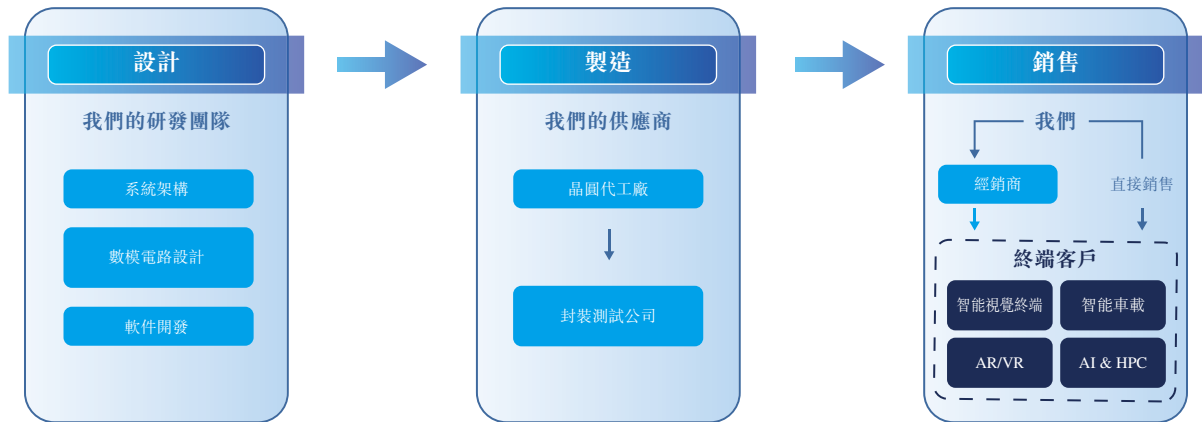 設計
我們的研發團隊
系統架構
數模電路設計
軟件開發
製造
我們的供應商
晶圓代工廠
封裝測試公司
銷售
我們
經銷商
直接銷售
終端客戶
智能視覺終端
智能車載
AR/VR
AI & HPC